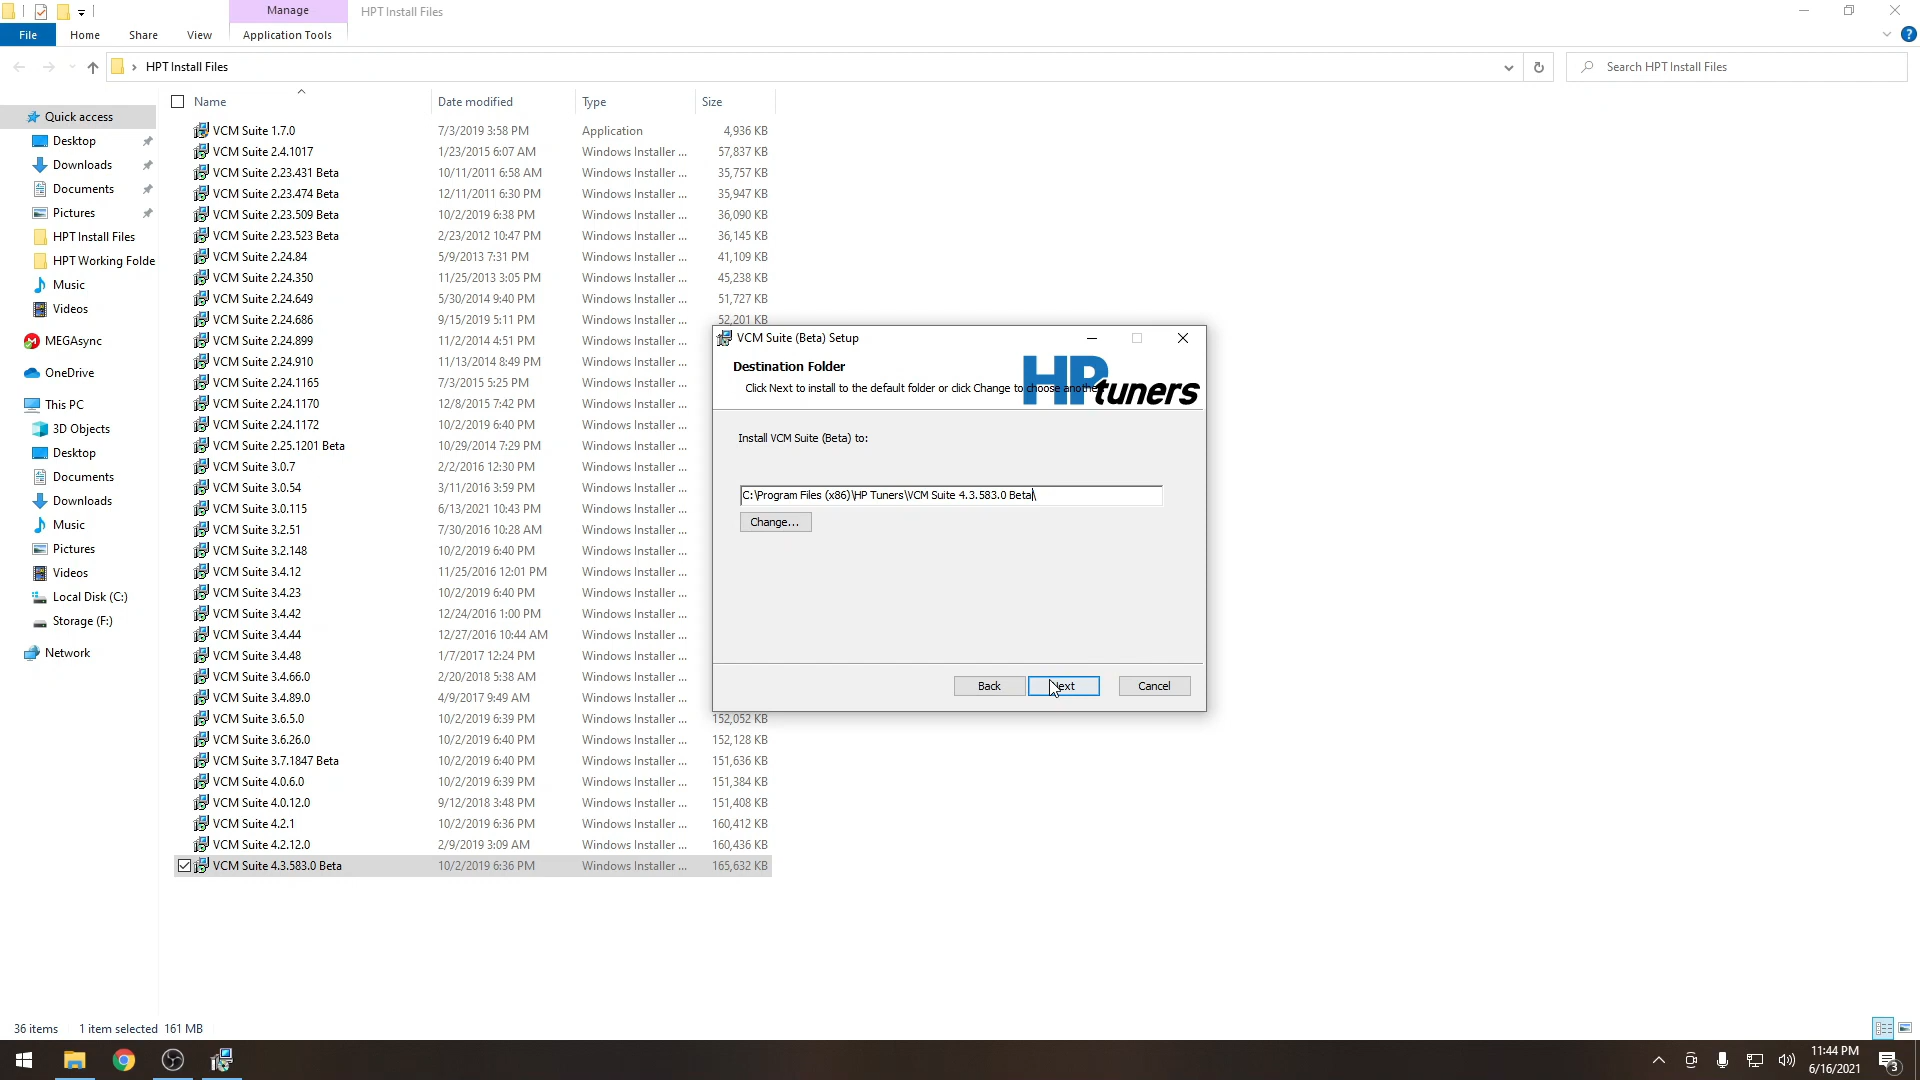 Manage
HPT Install Files
File
Home
Share
View
Application Tools
HPT Install Files
Search HPT Install Files
Name
Date modified
Type
Size
Quick access
Desktop
Downloads
Documents
Pictures
HPT Install Files
HPT Working Folde
Music
Videos
MEGAsync
OneDrive
This PC
3D Objects
Desktop
Documents
Downloads
Music
Pictures
Videos
Local Disk (C:)
Storage (F:)
Network
VCM Suite 1.7.0 7/3/2019 3:58 PM Application 4,936 KB
VCM Suite 2.4.1017 1/23/2015 6:07 AM Windows Installer ... 57,837 KB
VCM Suite 2.23.431 Beta 10/11/2011 6:58 AM Windows Installer ... 35,757 KB
VCM Suite 2.23.474 Beta 12/11/2011 6:30 PM Windows Installer ... 35,947 KB
VCM Suite 2.23.509 Beta 10/2/2019 6:38 PM Windows Installer ... 36,090 KB
VCM Suite 2.23.523 Beta 2/23/2012 10:47 PM Windows Installer ... 36,145 KB
VCM Suite 2.24.84 5/9/2013 7:31 PM Windows Installer ... 41,109 KB
VCM Suite 2.24.350 11/25/2013 3:05 PM Windows Installer ... 45,238 KB
VCM Suite 2.24.649 5/30/2014 9:40 PM Windows Installer ... 51,727 KB
VCM Suite 2.24.686 9/15/2019 5:11 PM Windows Installer ... 52,201 KB
VCM Suite 2.24.899 11/2/2014 4:51 PM Windows Installer ...
VCM Suite 2.24.910 11/13/2014 8:49 PM Windows Installer ...
VCM Suite 2.24.1165 7/3/2015 5:25 PM Windows Installer ...
VCM Suite 2.24.1170 12/8/2015 7:42 PM Windows Installer ...
VCM Suite 2.24.1172 10/2/2019 6:40 PM Windows Installer ...
VCM Suite 2.25.1201 Beta 10/29/2014 7:29 PM Windows Installer ...
VCM Suite 3.0.7 2/2/2016 12:30 PM Windows Installer ...
VCM Suite 3.0.54 3/11/2016 3:59 PM Windows Installer ...
VCM Suite 3.0.115 6/13/2021 10:43 PM Windows Installer ...
VCM Suite 3.2.51 7/30/2016 10:28 AM Windows Installer ...
VCM Suite 3.2.148 10/2/2019 6:40 PM Windows Installer ...
VCM Suite 3.4.12 11/25/2016 12:01 PM Windows Installer ...
VCM Suite 3.4.23 10/2/2019 6:40 PM Windows Installer ...
VCM Suite 3.4.42 12/24/2016 1:00 PM Windows Installer ...
VCM Suite 3.4.44 12/27/2016 10:44 AM Windows Installer ...
VCM Suite 3.4.48 1/7/2017 12:24 PM Windows Installer ...
VCM Suite 3.4.66.0 2/20/2018 5:38 AM Windows Installer ...
VCM Suite 3.4.89.0 4/9/2017 9:49 AM Windows Installer ...
VCM Suite 3.6.5.0 10/2/2019 6:39 PM Windows Installer ... 152,052 KB
VCM Suite 3.6.26.0 10/2/2019 6:40 PM Windows Installer ... 152,128 KB
VCM Suite 3.7.1847 Beta 10/2/2019 6:40 PM Windows Installer ... 151,636 KB
VCM Suite 4.0.6.0 10/2/2019 6:39 PM Windows Installer ... 151,384 KB
VCM Suite 4.0.12.0 9/12/2018 3:48 PM Windows Installer ... 151,408 KB
VCM Suite 4.2.1 10/2/2019 6:36 PM Windows Installer ... 160,412 KB
VCM Suite 4.2.12.0 2/9/2019 3:09 AM Windows Installer ... 160,436 KB
VCM Suite 4.3.583.0 Beta 10/2/2019 6:36 PM Windows Installer ... 165,632 KB
VCM Suite (Beta) Setup
Destination Folder
Click Next to install to the default folder or click Change to choose another
HPtuners
Install VCM Suite (Beta) to:
C:\Program Files (x86)\HP Tuners\VCM Suite 4.3.583.0 Beta\
Change...
Back
Next
Cancel
36 items
1 item selected 161 MB
11:44 PM
6/16/2021
3